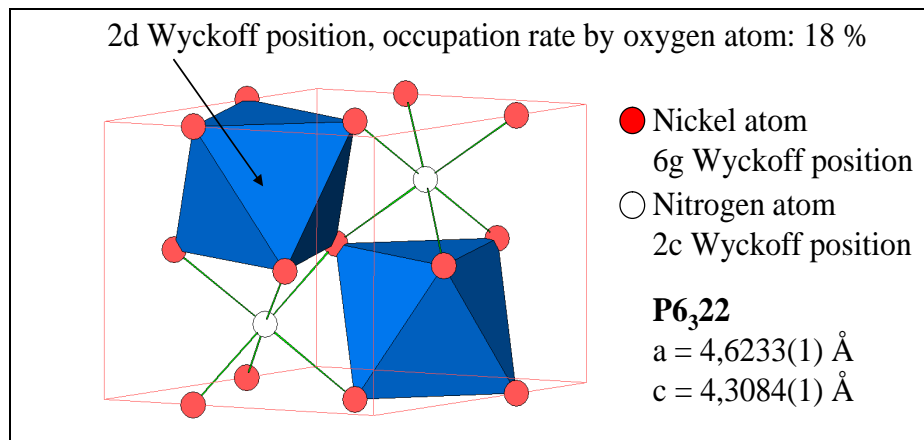 2d Wyckoff position, occupation rate by oxygen atom: 18 %
Nickel atom
6g Wyckoff position
Nitrogen atom
2c Wyckoff position
P6₃22
a = 4,6233(1) Å
c = 4,3084(1) Å